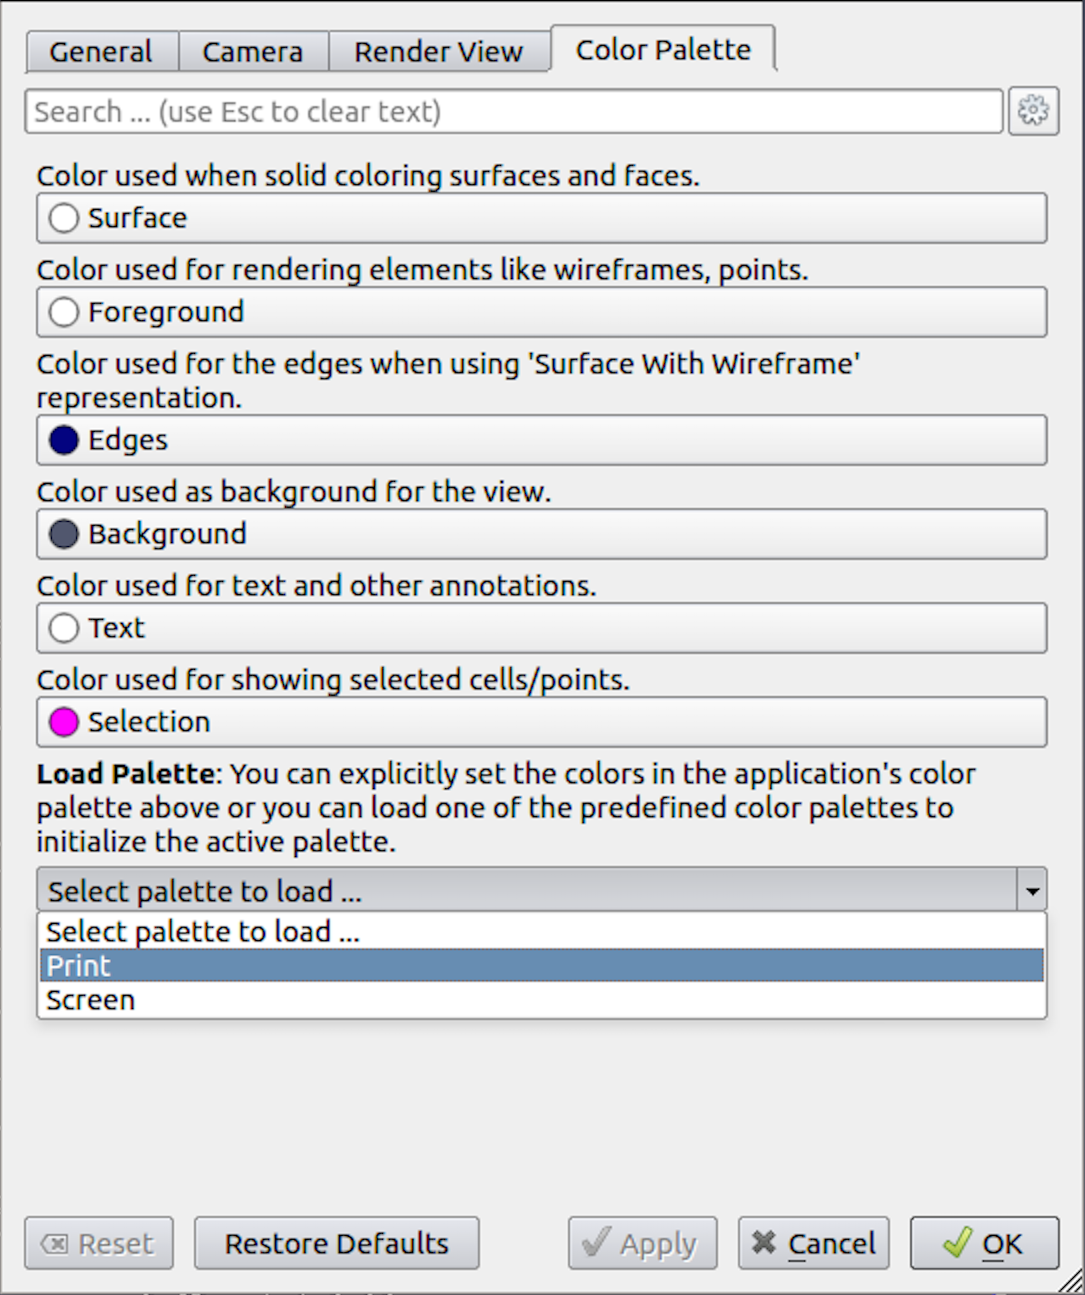 General
Camera
Render View
Color Palette
Search ... (use Esc to clear text)
Color used when solid coloring surfaces and faces.
Surface
Color used for rendering elements like wireframes, points.
Foreground
Color used for the edges when using 'Surface With Wireframe'
representation.
Edges
Color used as background for the view.
Background
Color used for text and other annotations.
Text
Color used for showing selected cells/points.
Selection
Load Palette: You can explicitly set the colors in the application's color
palette above or you can load one of the predefined color palettes to
initialize the active palette.
Select palette to load ...
Select palette to load ...
Print
Screen
Reset
Restore Defaults
Apply
Cancel
OK